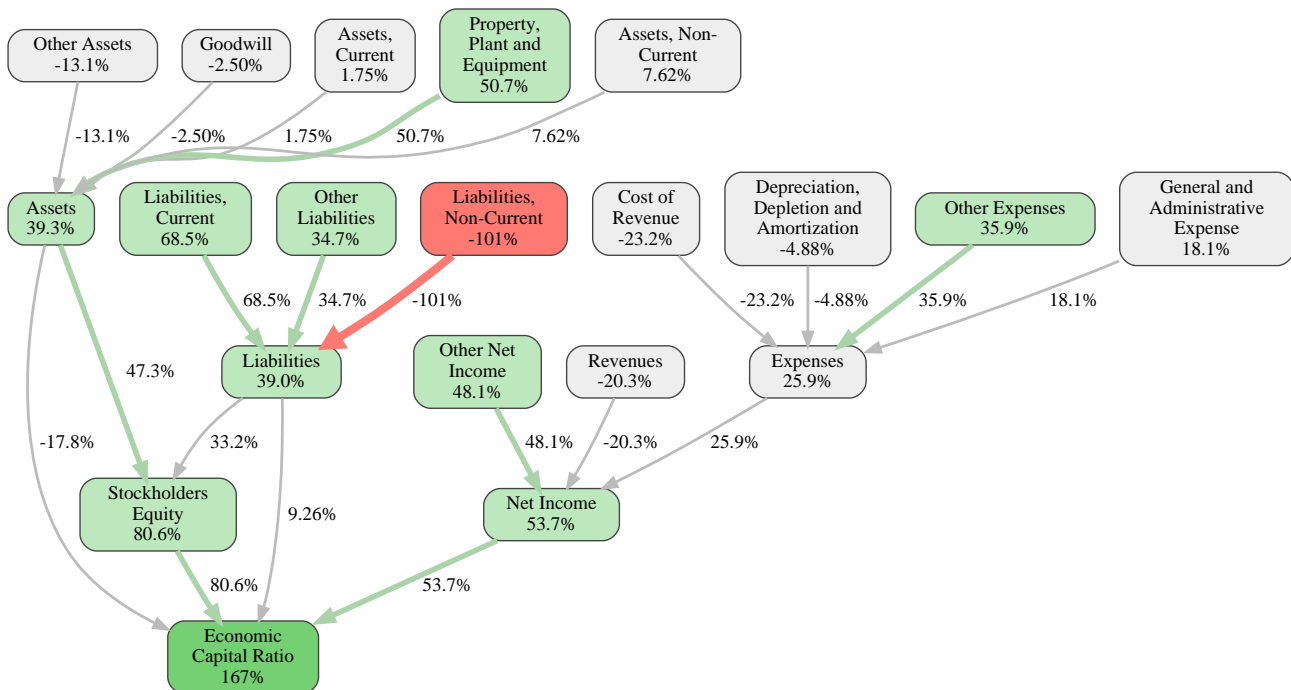 Other Assets
-13.1%
Goodwill
-2.50%
Assets,
Current
1.75%
Property,
Plant and
Equipment
50.7%
Assets, Non-
Current
7.62%
-13.1%
-2.50%
1.75%
50.7%
7.62%
Assets
39.3%
Liabilities,
Current
68.5%
Other
Liabilities
34.7%
Liabilities,
Non-Current
-101%
Cost of
Revenue
-23.2%
Depreciation,
Depletion and
Amortization
-4.88%
Other Expenses
35.9%
General and
Administrative
Expense
18.1%
68.5%
34.7%
-101%
-23.2%
-4.88%
35.9%
18.1%
47.3%
Liabilities
39.0%
Other Net
Income
48.1%
Revenues
-20.3%
Expenses
25.9%
-17.8%
33.2%
48.1%
-20.3%
25.9%
Stockholders
Equity
80.6%
9.26%
Net Income
53.7%
80.6%
53.7%
Economic
Capital Ratio
167%